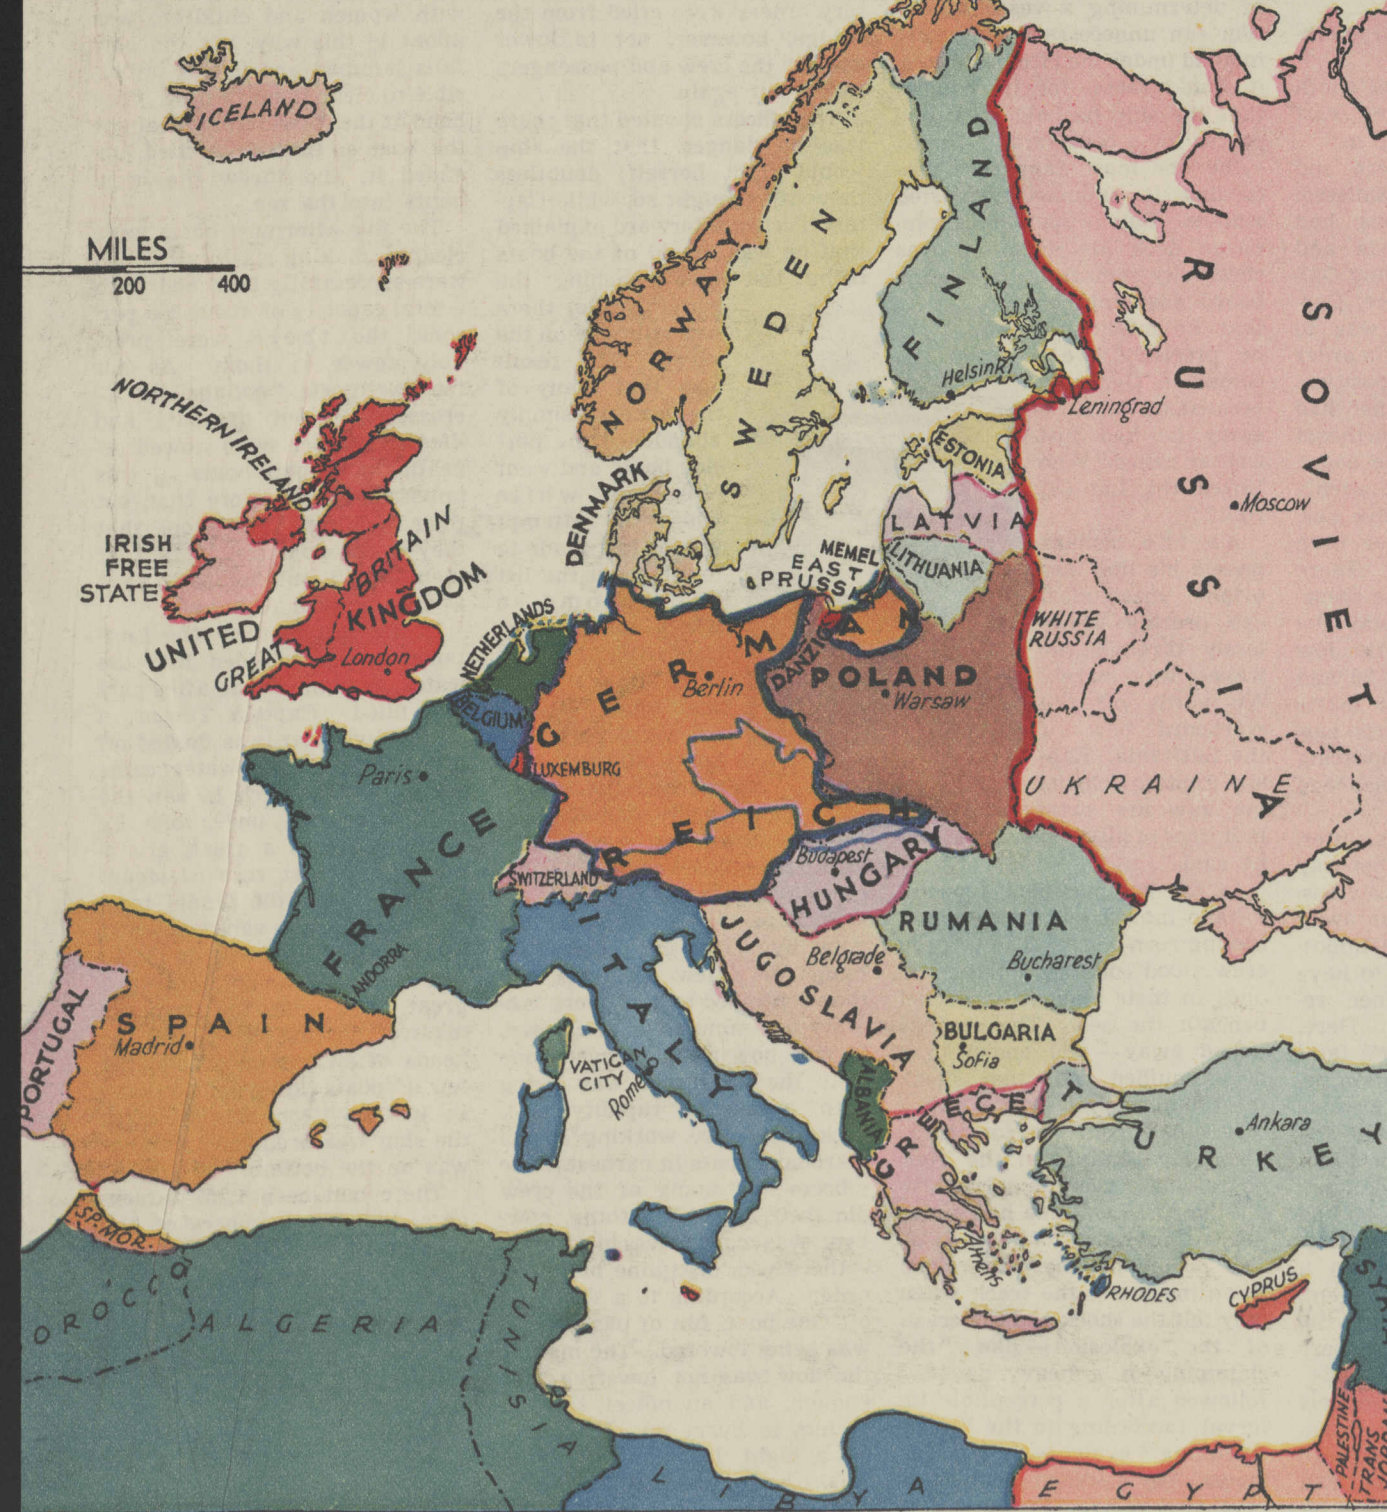 ICELAND
MILES
200 400
NORWAY
SWEDEN
FINLAND
Helsinki
Leningrad
SOVIET
RUSSIA
Moscow
ESTONIA
LATVIA
LITHUANIA
MEMEL
EAST
PRUSSIA
DENMARK
NORTHERN IRELAND
IRISH
FREE
STATE
UNITED
KINGDOM
GREAT
BRITAIN
London
NETHERLANDS
BELGIUM
LUXEMBURG
GERMAN
REICH
Berlin
DANZIG
POLAND
Warsaw
WHITE
RUSSIA
UKRAINE
Paris
FRANCE
SWITZERLAND
Budapest
HUNGARY
RUMANIA
Bucharest
JUGOSLAVIA
Belgrade
ITALY
ANDORRA
SPAIN
Madrid
PORTUGAL
VATICAN
CITY
Rome
BULGARIA
Sofia
ALBANIA
GREECE
Athens
TURKEY
Ankara
RHODES
CYPRUS
SP. MOR.
OROCCO
ALGERIA
TUNISIA
LIBYA
EGYPT
PALESTINE
TRANS